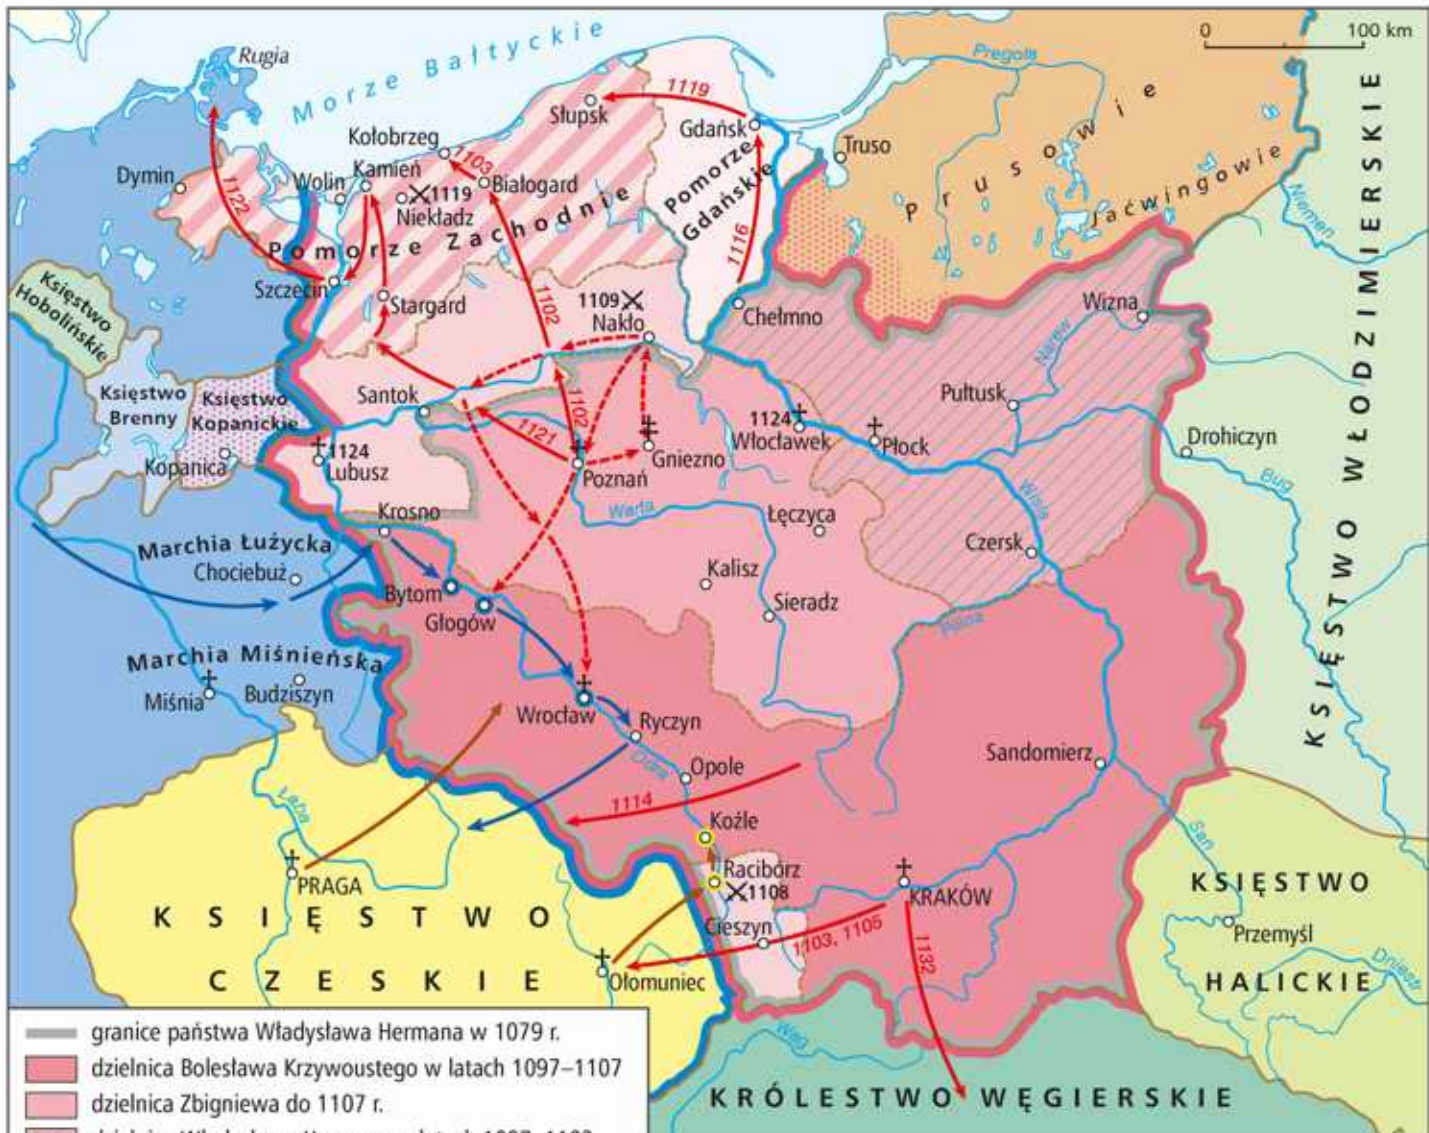 0 100 km
Rugia
Morze Bałtyckie
Pregoła
1119
Słupsk
Gdańsk
Truso
Prusowie
Jaćwingowie
Niemen
KSIĘSTWO WŁODZIMIERSKIE
Kołobrzeg
1103
Dymin
Wolin
Kamień
1119
Niekładz
Białogard
Pomorze Gdańskie
1122
Pomorze Zachodnie
1116
Szczecin
Stargard
1102
1109
Nakło
Chełmno
Wizna
Księstwo
Hobolińskie
Narew
Księstwo
Brenny
Księstwo
Kopanickie
Santok
1102
1121
Pułtusk
1124
Włocławek
Płock
Drohiczyn
Kopanica
1124
Lubusz
Poznań
Gniezno
Bug
Warta
Wisła
Krosno
Łęczyca
Czersk
Marchia Łużycka
Chociebuż
Bytom
Głogów
Kalisz
Sieradz
Pilica
Marchia Miśnieńska
Miśnia
Budziszyn
Wrocław
Ryczyn
Odra
Opole
Sandomierz
Łaba
1114
Koźle
San
PRAGA
Racibórz
1108
KRAKÓW
KSIĘSTWO
HALICKIE
Przemyśl
Dniestr
KSIĘSTWO
CZESKIE
Cieszyn
1103, 1105
1132
Ołomuniec
Wag
KRÓLESTWO WĘGIERSKIE
granice państwa Władysława Hermana w 1079 r.
dzielnica Bolesława Krzywoustego w latach 1097–1107
dzielnica Zbigniewa do 1107 r.